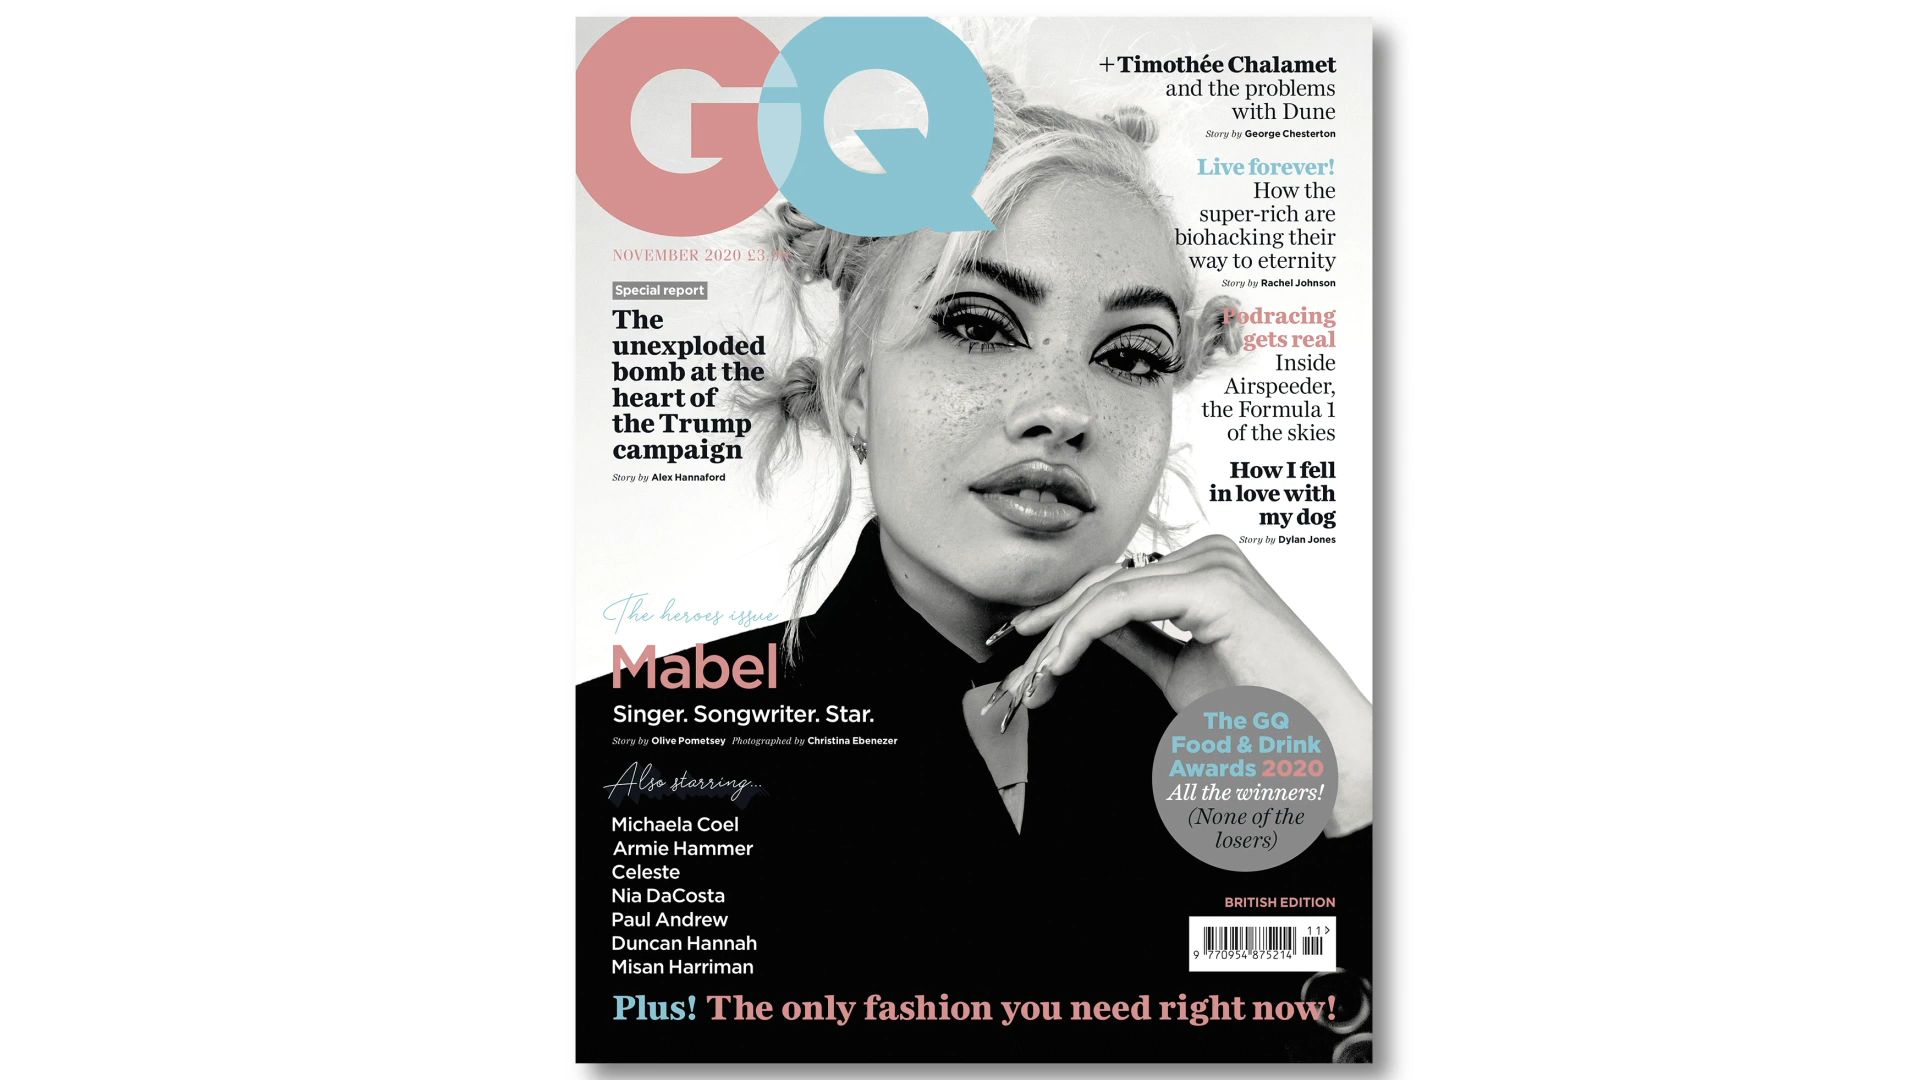 GQ
NOVEMBER 2020 £3.
Special report
The
unexploded
bomb at the
heart of
the Trump
campaign
Story by Alex Hannaford
+Timothée Chalamet
and the problems
with Dune
Story by George Chesterton
Live forever!
How the
super-rich are
biohacking their
way to eternity
Story by Rachel Johnson
Podracing
gets real
Inside
Airspeeder,
the Formula 1
of the skies
How I fell
in love with
my dog
Story by Dylan Jones
The heroes issue
Mabel
Singer. Songwriter. Star.
Story by Olive Pometsey Photographed by Christina Ebenezer
Also starring...
Michaela Coel
Armie Hammer
Celeste
Nia DaCosta
Paul Andrew
Duncan Hannah
Misan Harriman
The GQ
Food & Drink
Awards 2020
All the winners!
(None of the
losers)
BRITISH EDITION
11>
9 770954 875214
Plus! The only fashion you need right now!